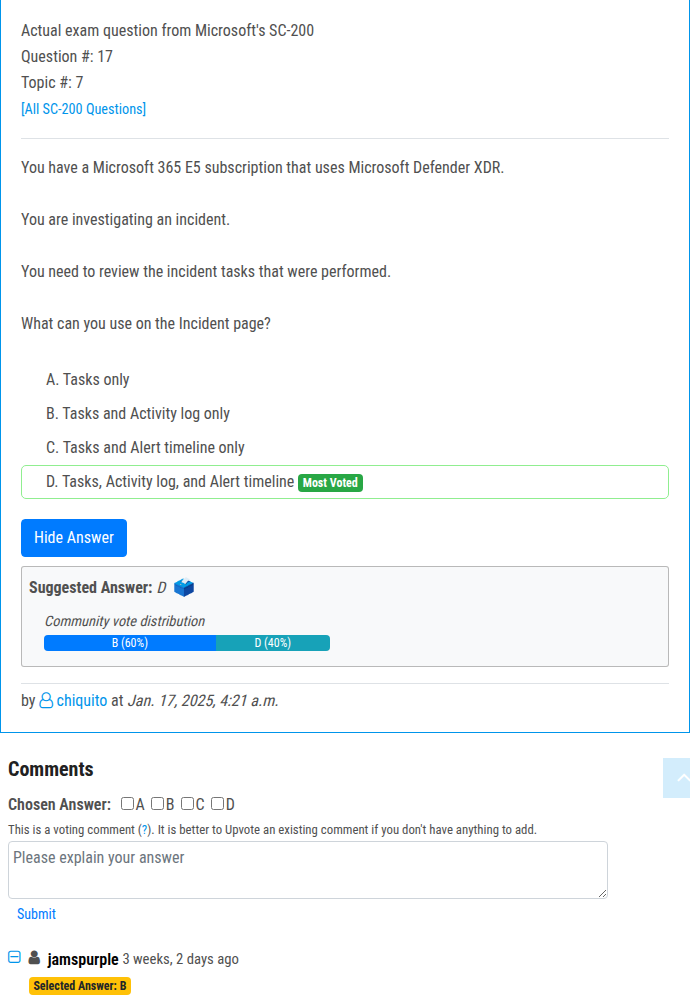 Actual exam question from Microsoft's SC-200
Question #: 17
Topic #: 7
[All SC-200 Questions]
You have a Microsoft 365 E5 subscription that uses Microsoft Defender XDR.
You are investigating an incident.
You need to review the incident tasks that were performed.
What can you use on the Incident page?
A. Tasks only
B. Tasks and Activity log only
C. Tasks and Alert timeline only
D. Tasks, Activity log, and Alert timeline Most Voted
Hide Answer
Suggested Answer: D
Community vote distribution
B (60%) D (40%)
by chiquito at Jan. 17, 2025, 4:21 a.m.
Comments
Chosen Answer: A B C D
This is a voting comment (?). It is better to Upvote an existing comment if you don't have anything to add.
Please explain your answer
Submit
jamspurple 3 weeks, 2 days ago
Selected Answer: B